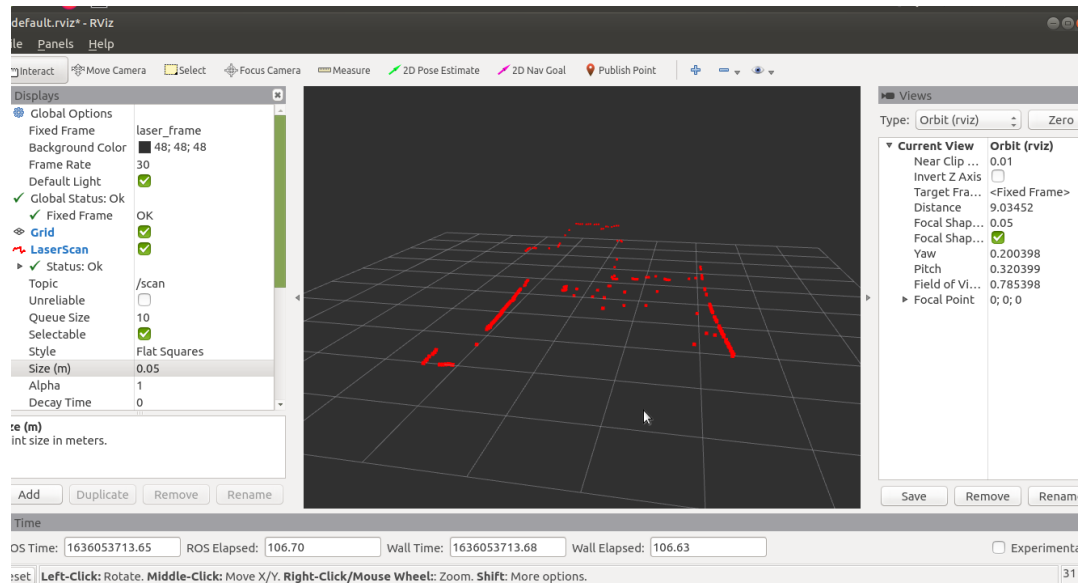 default.rviz* - RViz
ile Panels Help
Interact Move Camera Select Focus Camera Measure 2D Pose Estimate 2D Nav Goal Publish Point
Displays
Global Options
Fixed Frame laser_frame
Background Color 48; 48; 48
Frame Rate 30
Default Light
Global Status: Ok
Fixed Frame OK
Grid
LaserScan
Status: Ok
Topic /scan
Unreliable
Queue Size 10
Selectable
Style Flat Squares
Size (m) 0.05
Alpha 1
Decay Time 0
ze (m)
int size in meters.
Add Duplicate Remove Rename
Views
Type: Orbit (rviz) Zero
Current View Orbit (rviz)
Near Clip ... 0.01
Invert Z Axis
Target Fra... <Fixed Frame>
Distance 9.03452
Focal Shap... 0.05
Focal Shap...
Yaw 0.200398
Pitch 0.320399
Field of Vi... 0.785398
Focal Point 0; 0; 0
Save Remove Rename
Time
OS Time: 1636053713.65 ROS Elapsed: 106.70 Wall Time: 1636053713.68 Wall Elapsed: 106.63 Experimenta
eset Left-Click: Rotate. Middle-Click: Move X/Y. Right-Click/Mouse Wheel:: Zoom. Shift: More options. 31